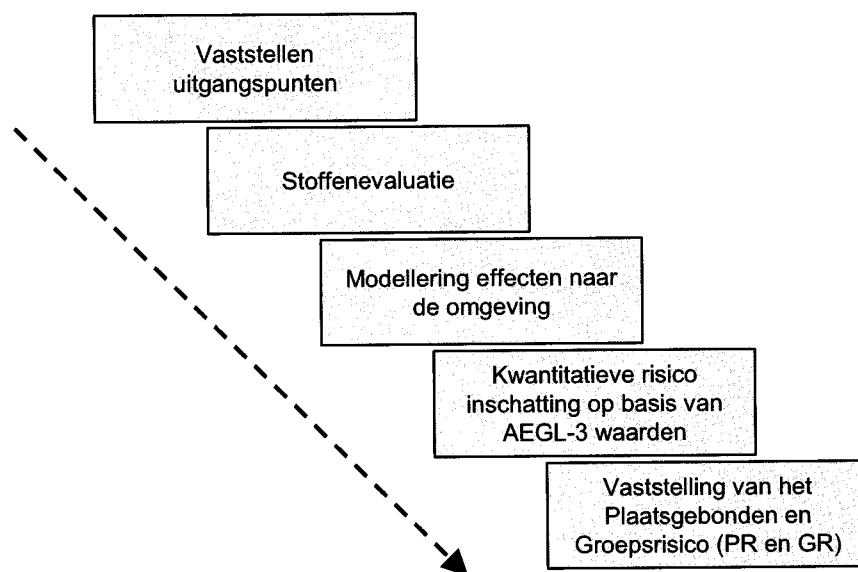 Vaststellen
uitgangspunten
Stoffenevaluatie
Modellering effecten naar
de omgeving
Kwantitatieve risico
inschatting op basis van
AEGL-3 waarden
Vaststelling van het
Plaatsgebonden en
Groepsrisico (PR en GR)